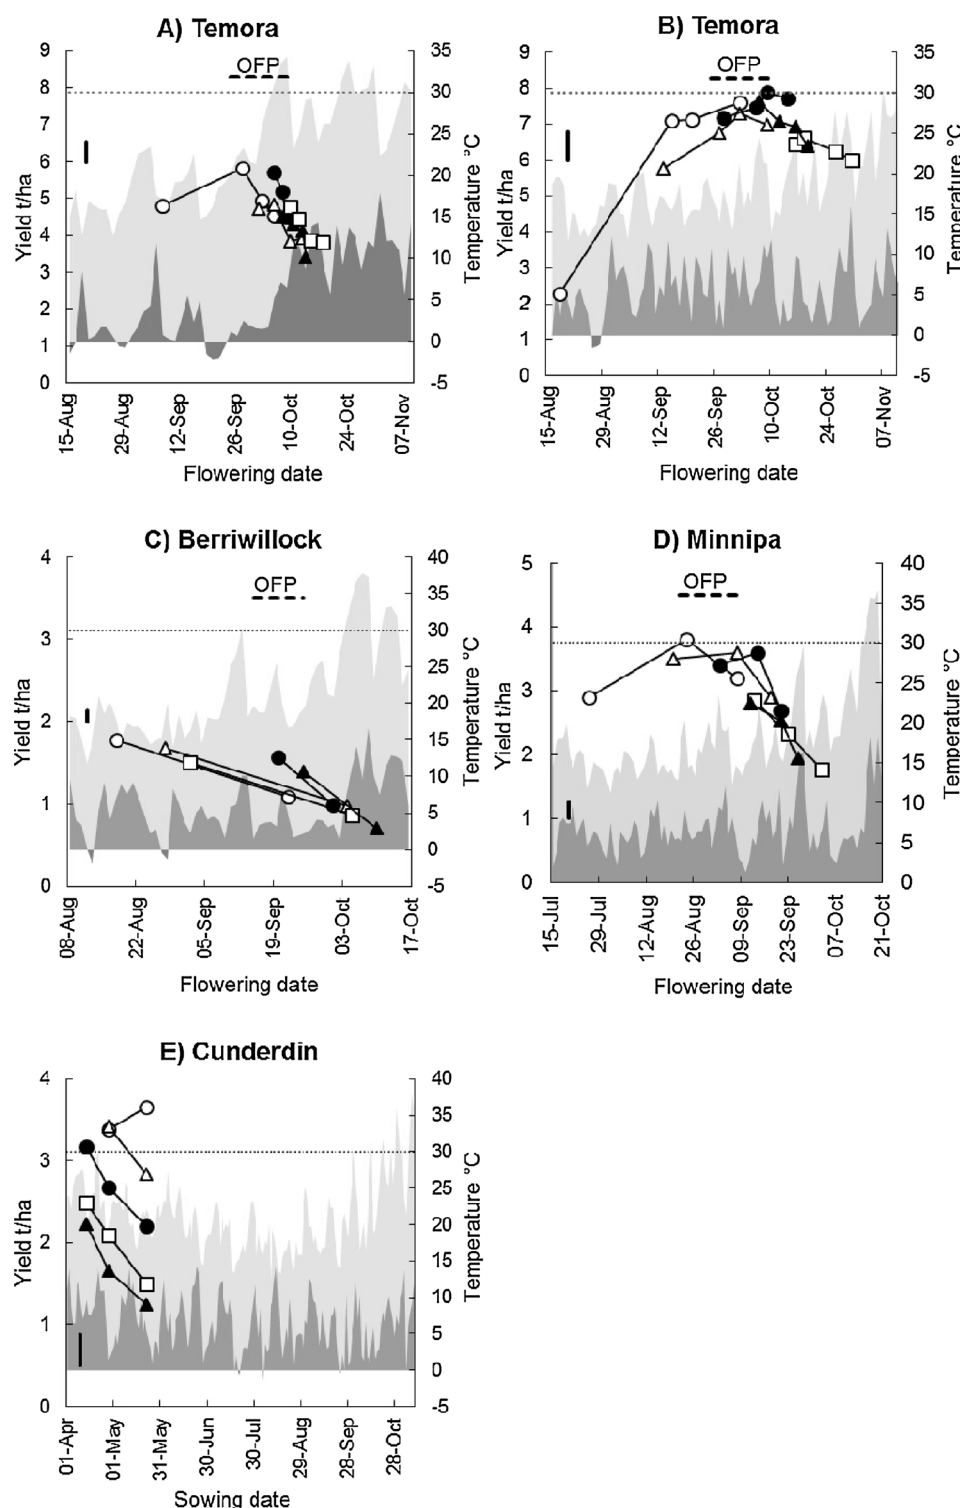 A) Temora
9
8
7
6
5
4
3
2
1
0
Yield t/ha
OFP
35
30
25
20
15
10
5
0
-5
Temperature °C
15-Aug
29-Aug
12-Sep
26-Sep
10-Oct
24-Oct
07-Nov
Flowering date
B) Temora
9
8
7
6
5
4
3
2
1
0
Yield t/ha
OFP
35
30
25
20
15
10
5
0
-5
Temperature °C
15-Aug
29-Aug
12-Sep
26-Sep
10-Oct
24-Oct
07-Nov
Flowering date
C) Berriwillock
4
3
2
1
0
Yield t/ha
OFP
40
35
30
25
20
15
10
5
0
-5
Temperature °C
08-Aug
22-Aug
05-Sep
19-Sep
03-Oct
17-Oct
Flowering date
D) Minnipa
5
4
3
2
1
0
Yield t/ha
OFP
40
35
30
25
20
15
10
5
0
Temperature °C
15-Jul
29-Jul
12-Aug
26-Aug
09-Sep
23-Sep
07-Oct
21-Oct
Flowering date
E) Cunderdin
4
3
2
1
0
Yield t/ha
40
35
30
25
20
15
10
5
0
-5
Temperature °C
01-Apr
01-May
31-May
30-Jun
30-Jul
29-Aug
28-Sep
28-Oct
Sowing date